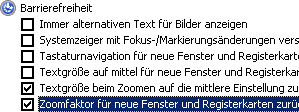 Barrierefreiheit
Immer alternativen Text für Bilder anzeigen
Systemzeiger mit Fokus-/Markierungsänderungen vers
Tastaturnavigation für neue Fenster und Registerkarte
Textgröße auf mittel für neue Fenster und Registerkar
Textgröße beim Zoomen auf die mittlere Einstellung zu
Zoomfaktor für neue Fenster und Registerkarten zurü